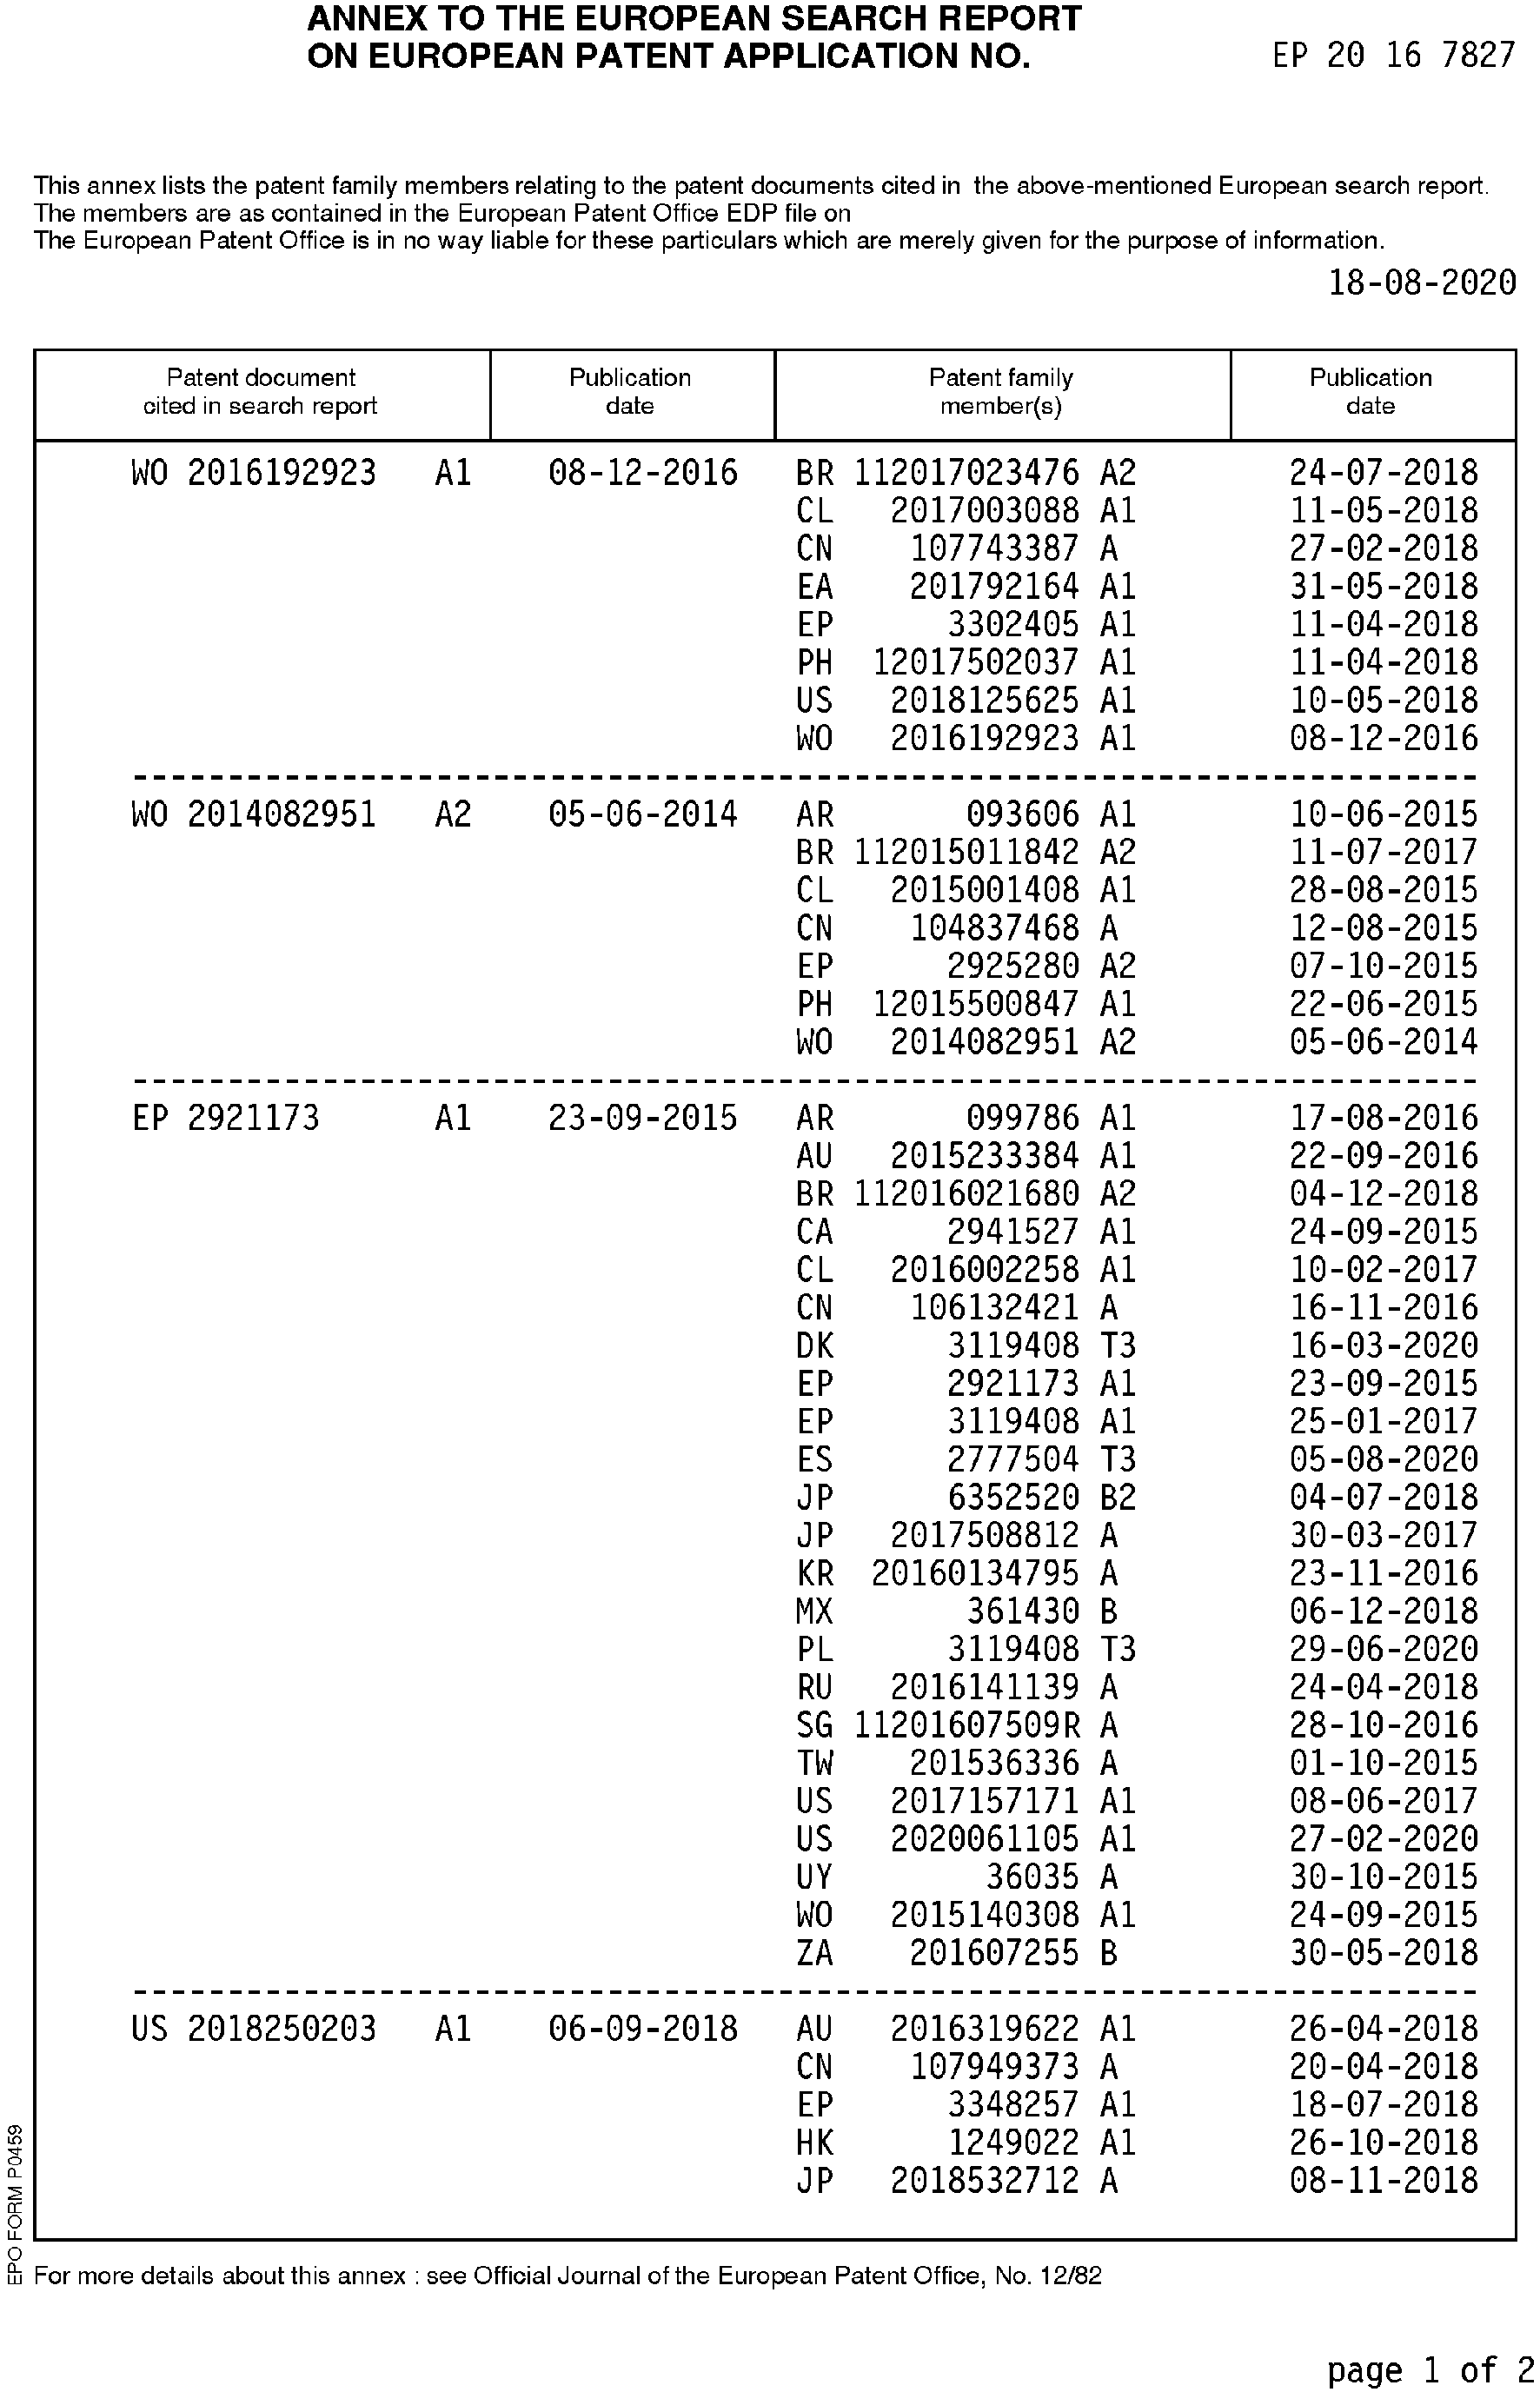 ANNEX TO THE EUROPEAN SEARCH REPORT
ON EUROPEAN PATENT APPLICATION NO. EP 20 16 7827
This annex lists the patent family members relating to the patent documents cited in the above-mentioned European search report.
The members are as contained in the European Patent Office EDP file on
The European Patent Office is in no way liable for these particulars which are merely given for the purpose of information.
18-08-2020
Patent document cited in search report Publication date Patent family member(s) Publication date
WO 2016192923 A1 08-12-2016 BR 112017023476 A2 24-07-2018
CL 2017003088 A1 11-05-2018
CN 107743387 A 27-02-2018
EA 201792164 A1 31-05-2018
EP 3302405 A1 11-04-2018
PH 12017502037 A1 11-04-2018
US 2018125625 A1 10-05-2018
WO 2016192923 A1 08-12-2016
WO 2014082951 A2 05-06-2014 AR 093606 A1 10-06-2015
BR 112015011842 A2 11-07-2017
CL 2015001408 A1 28-08-2015
CN 104837468 A 12-08-2015
EP 2925280 A2 07-10-2015
PH 12015500847 A1 22-06-2015
WO 2014082951 A2 05-06-2014
EP 2921173 A1 23-09-2015 AR 099786 A1 17-08-2016
AU 2015233384 A1 22-09-2016
BR 112016021680 A2 04-12-2018
CA 2941527 A1 24-09-2015
CL 2016002258 A1 10-02-2017
CN 106132421 A 16-11-2016
DK 3119408 T3 16-03-2020
EP 2921173 A1 23-09-2015
EP 3119408 A1 25-01-2017
ES 2777504 T3 05-08-2020
JP 6352520 B2 04-07-2018
JP 2017508812 A 30-03-2017
KR 20160134795 A 23-11-2016
MX 361430 B 06-12-2018
PL 3119408 T3 29-06-2020
RU 2016141139 A 24-04-2018
SG 11201607509R A 28-10-2016
TW 201536336 A 01-10-2015
US 2017157171 A1 08-06-2017
US 2020061105 A1 27-02-2020
UY 36035 A 30-10-2015
WO 2015140308 A1 24-09-2015
ZA 201607255 B 30-05-2018
US 2018250203 A1 06-09-2018 AU 2016319622 A1 26-04-2018
CN 107949373 A 20-04-2018
EP 3348257 A1 18-07-2018
HK 1249022 A1 26-10-2018
JP 2018532712 A 08-11-2018
EPO FORM P0459
For more details about this annex : see Official Journal of the European Patent Office, No. 12/82
page 1 of 2